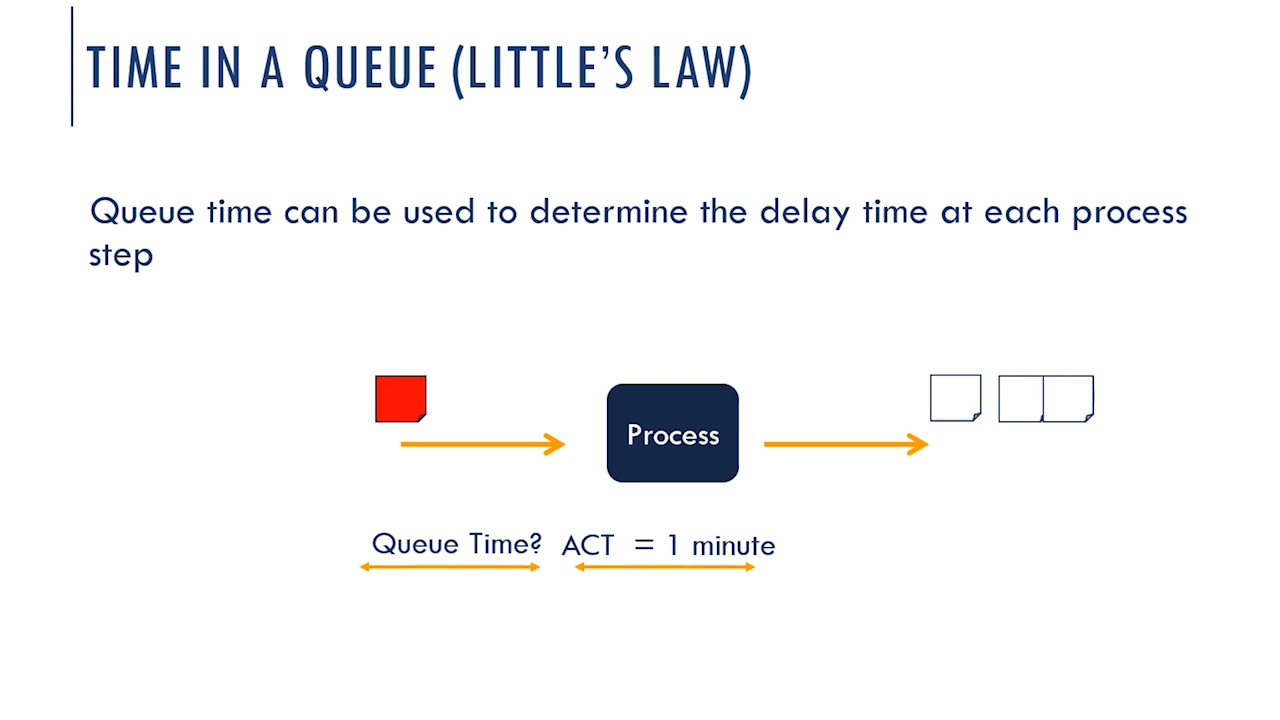 TIME IN A QUEUE (LITTLE’S LAW)
Queue time can be used to determine the delay time at each process
step
Process
Queue Time?
ACT = 1 minute